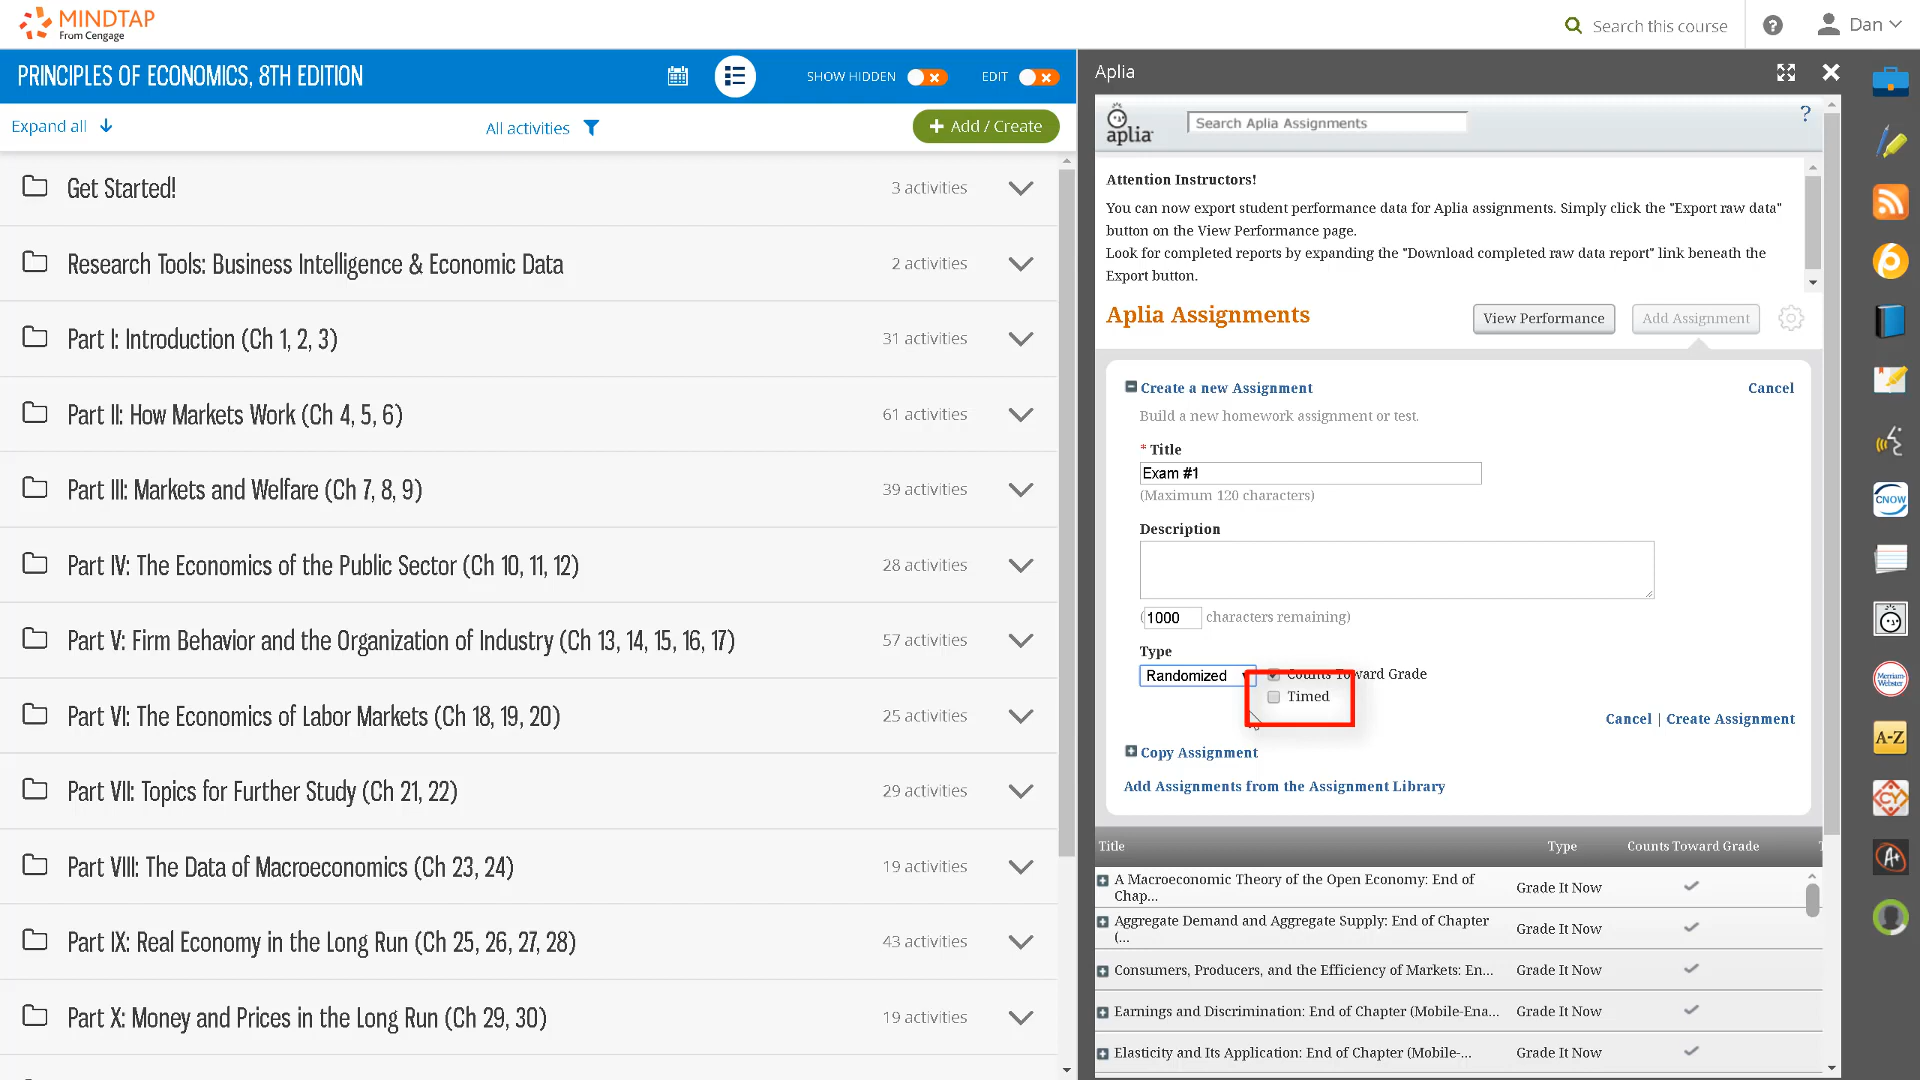 MINDTAP
From Cengage
Search this course
?
Dan
PRINCIPLES OF ECONOMICS, 8TH EDITION
SHOW HIDDEN
EDIT
Expand all
All activities
+ Add / Create
Get Started!
3 activities
Research Tools: Business Intelligence & Economic Data
2 activities
Part I: Introduction (Ch 1, 2, 3)
31 activities
Part II: How Markets Work (Ch 4, 5, 6)
61 activities
Part III: Markets and Welfare (Ch 7, 8, 9)
39 activities
Part IV: The Economics of the Public Sector (Ch 10, 11, 12)
28 activities
Part V: Firm Behavior and the Organization of Industry (Ch 13, 14, 15, 16, 17)
57 activities
Part VI: The Economics of Labor Markets (Ch 18, 19, 20)
25 activities
Part VII: Topics for Further Study (Ch 21, 22)
29 activities
Part VIII: The Data of Macroeconomics (Ch 23, 24)
19 activities
Part IX: Real Economy in the Long Run (Ch 25, 26, 27, 28)
43 activities
Part X: Money and Prices in the Long Run (Ch 29, 30)
19 activities
Aplia
aplia
Search Aplia Assignments
?
Attention Instructors!
You can now export student performance data for Aplia assignments. Simply click the "Export raw data"
button on the View Performance page.
Look for completed reports by expanding the "Download completed raw data report" link beneath the
Export button.
Aplia Assignments
View Performance
Add Assignment
Create a new Assignment
Cancel
Build a new homework assignment or test.
* Title
Exam #1
(Maximum 120 characters)
Description
(1000 characters remaining)
Type
Randomized
Counts Toward Grade
Timed
Cancel | Create Assignment
Copy Assignment
Add Assignments from the Assignment Library
Title Type Counts Toward Grade
A Macroeconomic Theory of the Open Economy: End of
Chap...
Grade It Now
Aggregate Demand and Aggregate Supply: End of Chapter
(...
Grade It Now
Consumers, Producers, and the Efficiency of Markets: En...
Grade It Now
Earnings and Discrimination: End of Chapter (Mobile-Ena...
Grade It Now
Elasticity and Its Application: End of Chapter (Mobile-...
Grade It Now
CNOW
Merriam-
Webster
A-Z
CY
A+